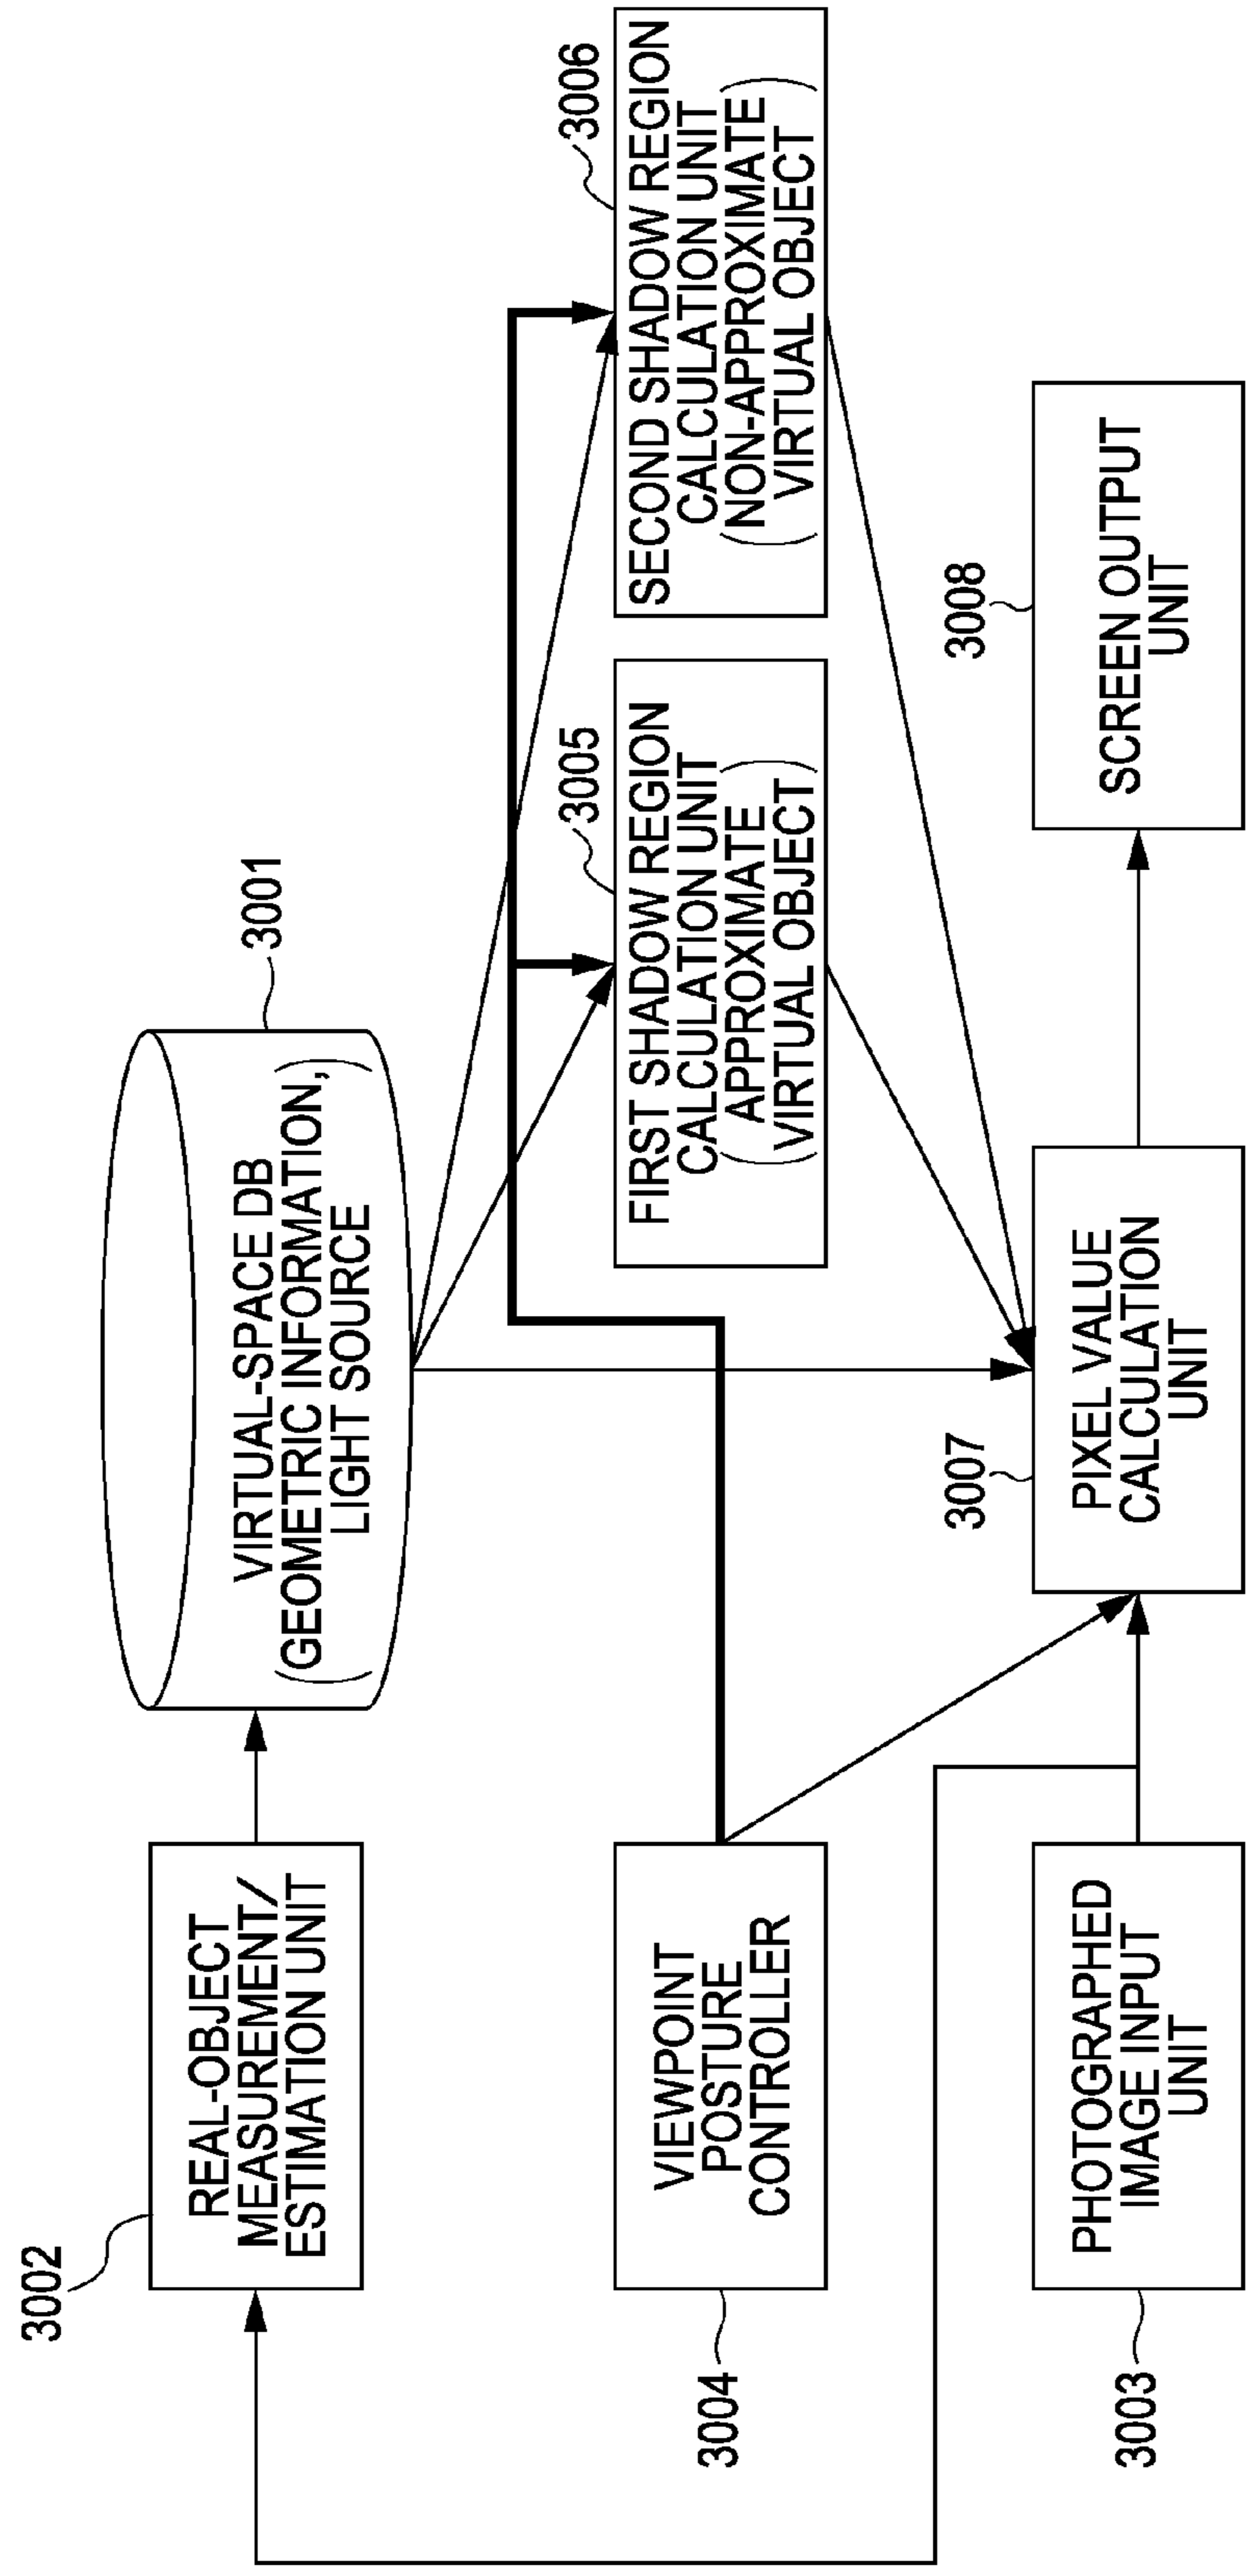 3002
REAL-OBJECT
MEASUREMENT/
ESTIMATION UNIT
3001
VIRTUAL-SPACE DB
(GEOMETRIC INFORMATION,
LIGHT SOURCE)
3004
VIEWPOINT
POSTURE
CONTROLLER
3005
FIRST SHADOW REGION
CALCULATION UNIT
(APPROXIMATE
VIRTUAL OBJECT)
3006
SECOND SHADOW REGION
CALCULATION UNIT
(NON-APPROXIMATE
VIRTUAL OBJECT)
3003
PHOTOGRAPHED
IMAGE INPUT
UNIT
3007
PIXEL VALUE
CALCULATION
UNIT
3008
SCREEN OUTPUT
UNIT